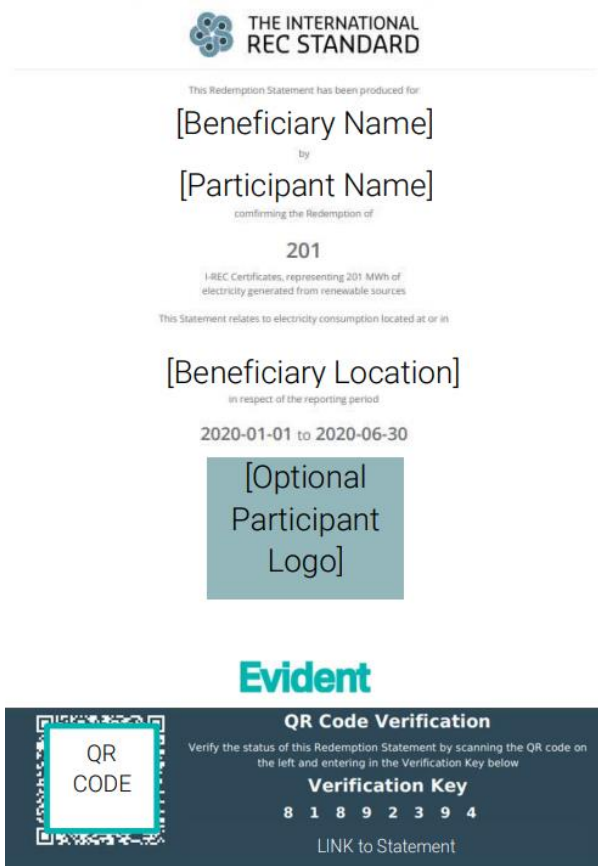 THE INTERNATIONAL
REC STANDARD
This Redemption Statement has been produced for
[Beneficiary Name]
by
[Participant Name]
comfirming the Redemption of
201
I-REC Certificates, representing 201 MWh of
electricity generated from renewable sources
This Statement relates to electricity consumption located at or in
[Beneficiary Location]
in respect of the reporting period
2020-01-01 to 2020-06-30
[Optional
Participant
Logo]
Evident
QR
CODE
QR Code Verification
Verify the status of this Redemption Statement by scanning the QR code on
the left and entering in the Verification Key below
Verification Key
8 1 8 9 2 3 9 4
LINK to Statement